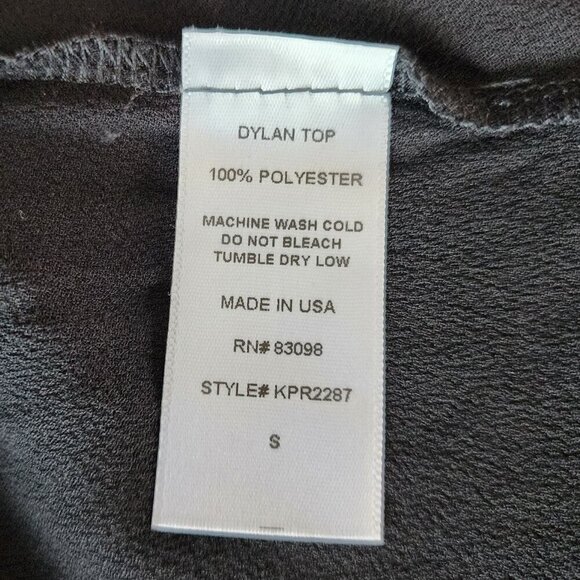 DYLAN TOP
100% POLYESTER
MACHINE WASH COLD
DO NOT BLEACH
TUMBLE DRY LOW
MADE IN USA
RN# 83098
STYLE# KPR2287
S